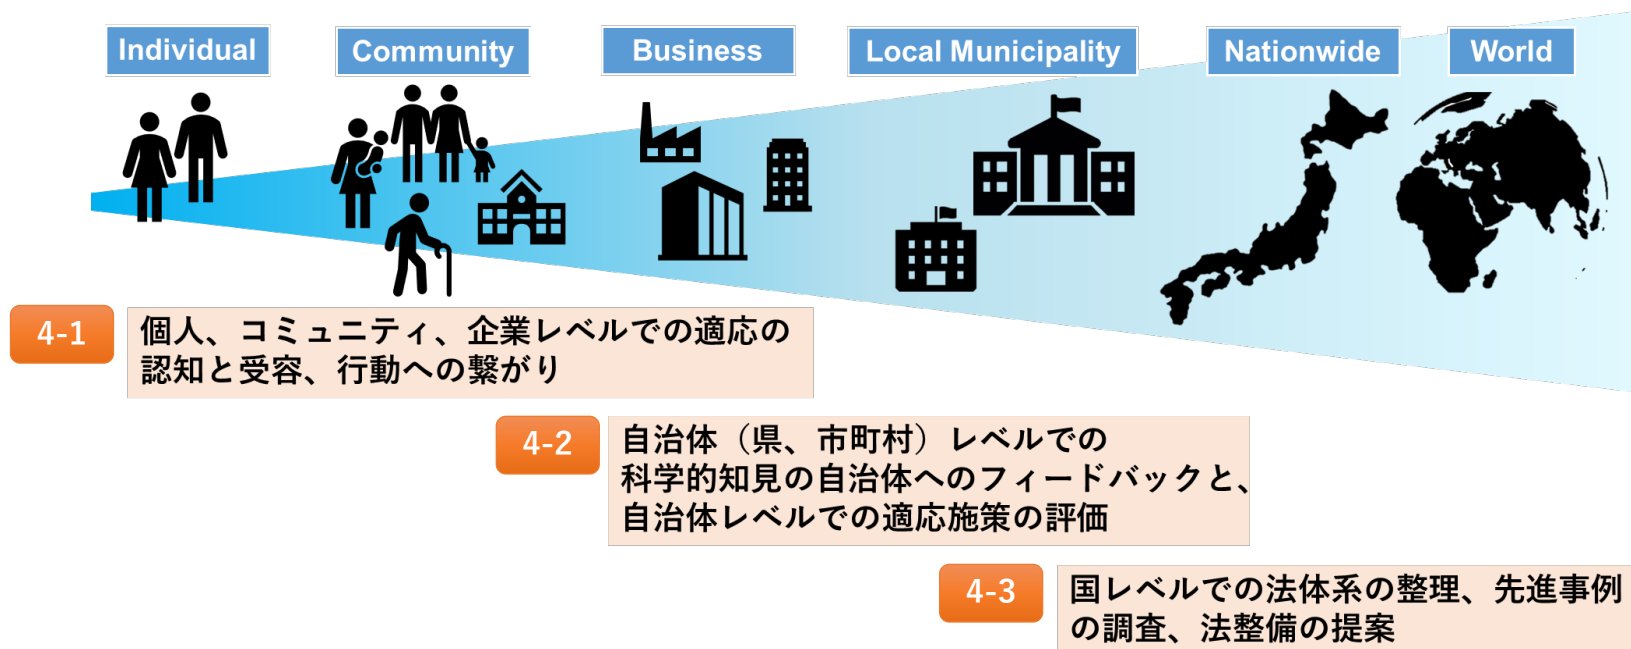 Individual
Community
Business
Local Municipality
Nationwide
World
4-1
個人、コミュニティ、企業レベルでの適応の
認知と受容、行動への繋がり
4-2
自治体（県、市町村）レベルでの
科学的知見の自治体へのフィードバックと、
自治体レベルでの適応施策の評価
4-3
国レベルでの法体系の整理、先進事例
の調査、法整備の提案